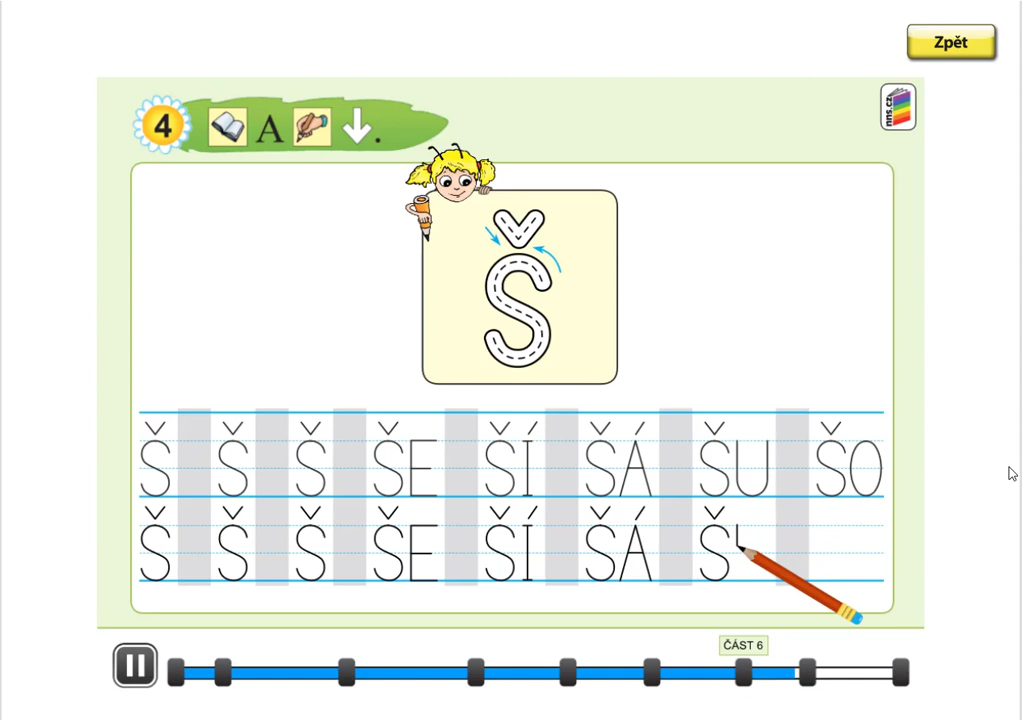 Zpět
4 A .
nns.cz
Š
Š Š Š ŠE ŠÍ ŠÁ ŠU ŠO
Š Š Š ŠE ŠÍ ŠÁ Š
ČÁST 6